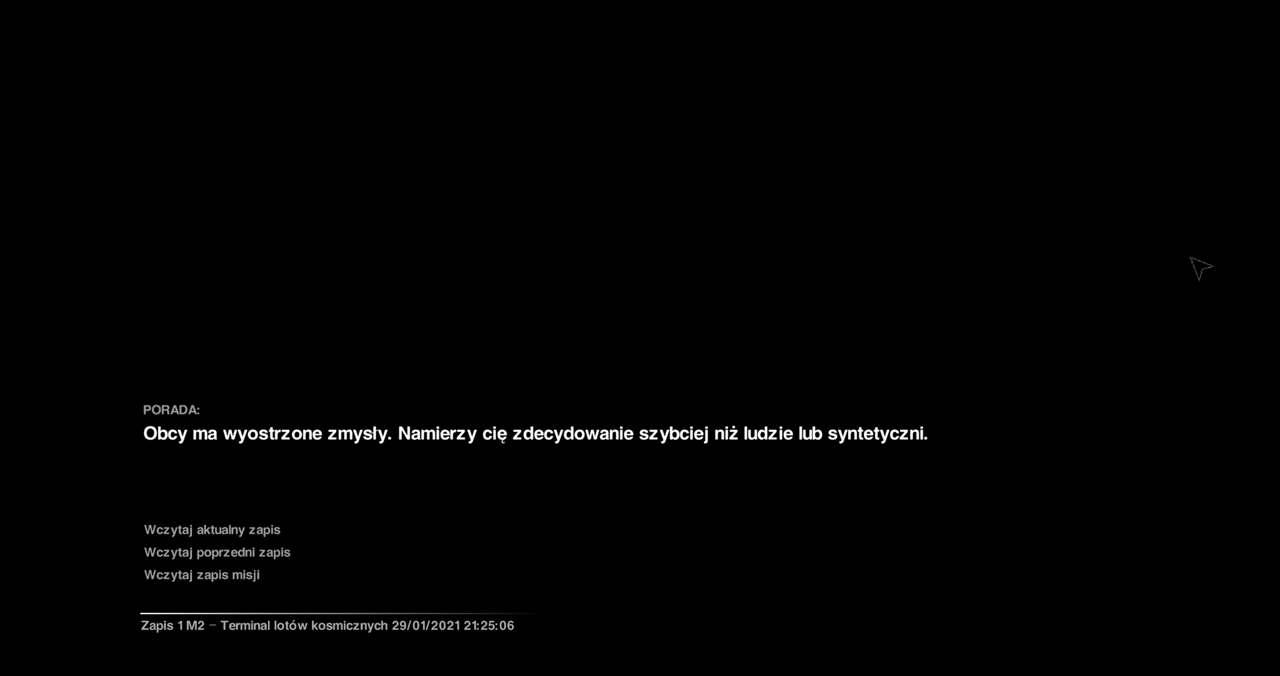 PORADA:
Obcy ma wyostrzone zmysły. Namierzy cię zdecydowanie szybciej niż ludzie lub syntetyczni.
Wczytaj aktualny zapis
Wczytaj poprzedni zapis
Wczytaj zapis misji
Zapis 1 M2 – Terminal lotów kosmicznych 29/01/2021 21:25:06